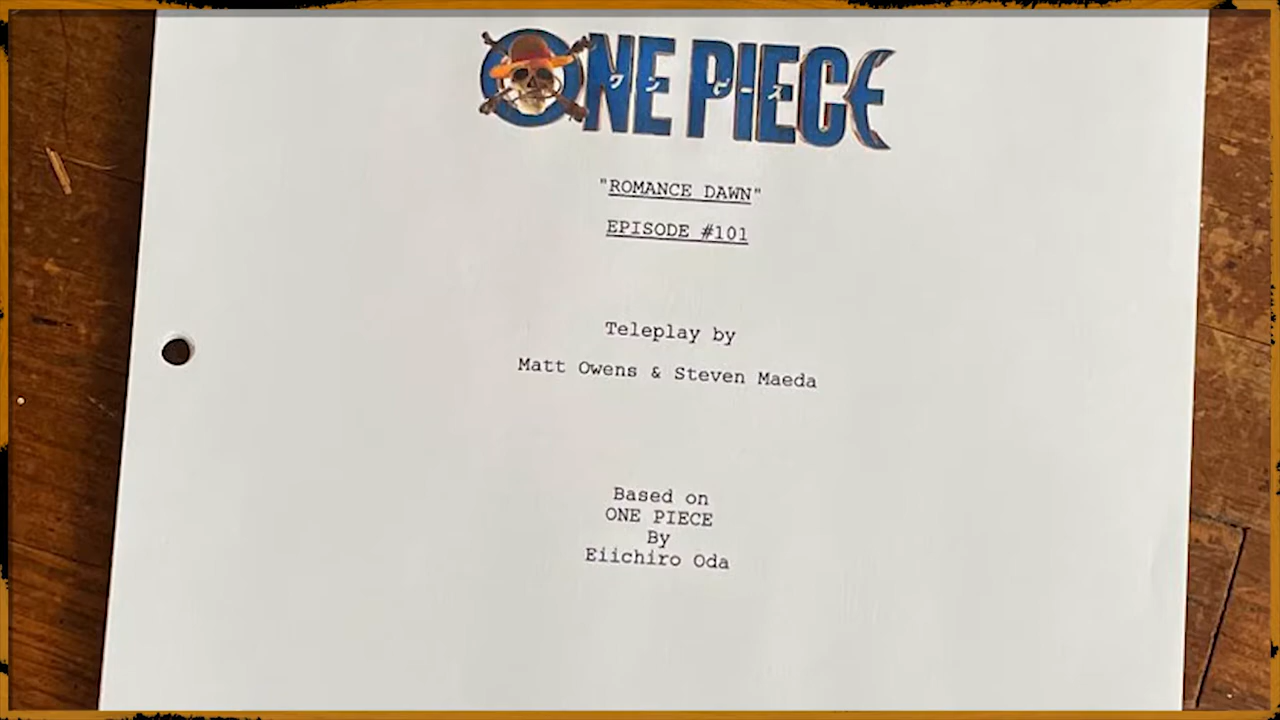 ONE PIECE
ワンピース
"ROMANCE DAWN"
EPISODE #101
Teleplay by
Matt Owens & Steven Maeda
Based on
ONE PIECE
By
Eiichiro Oda